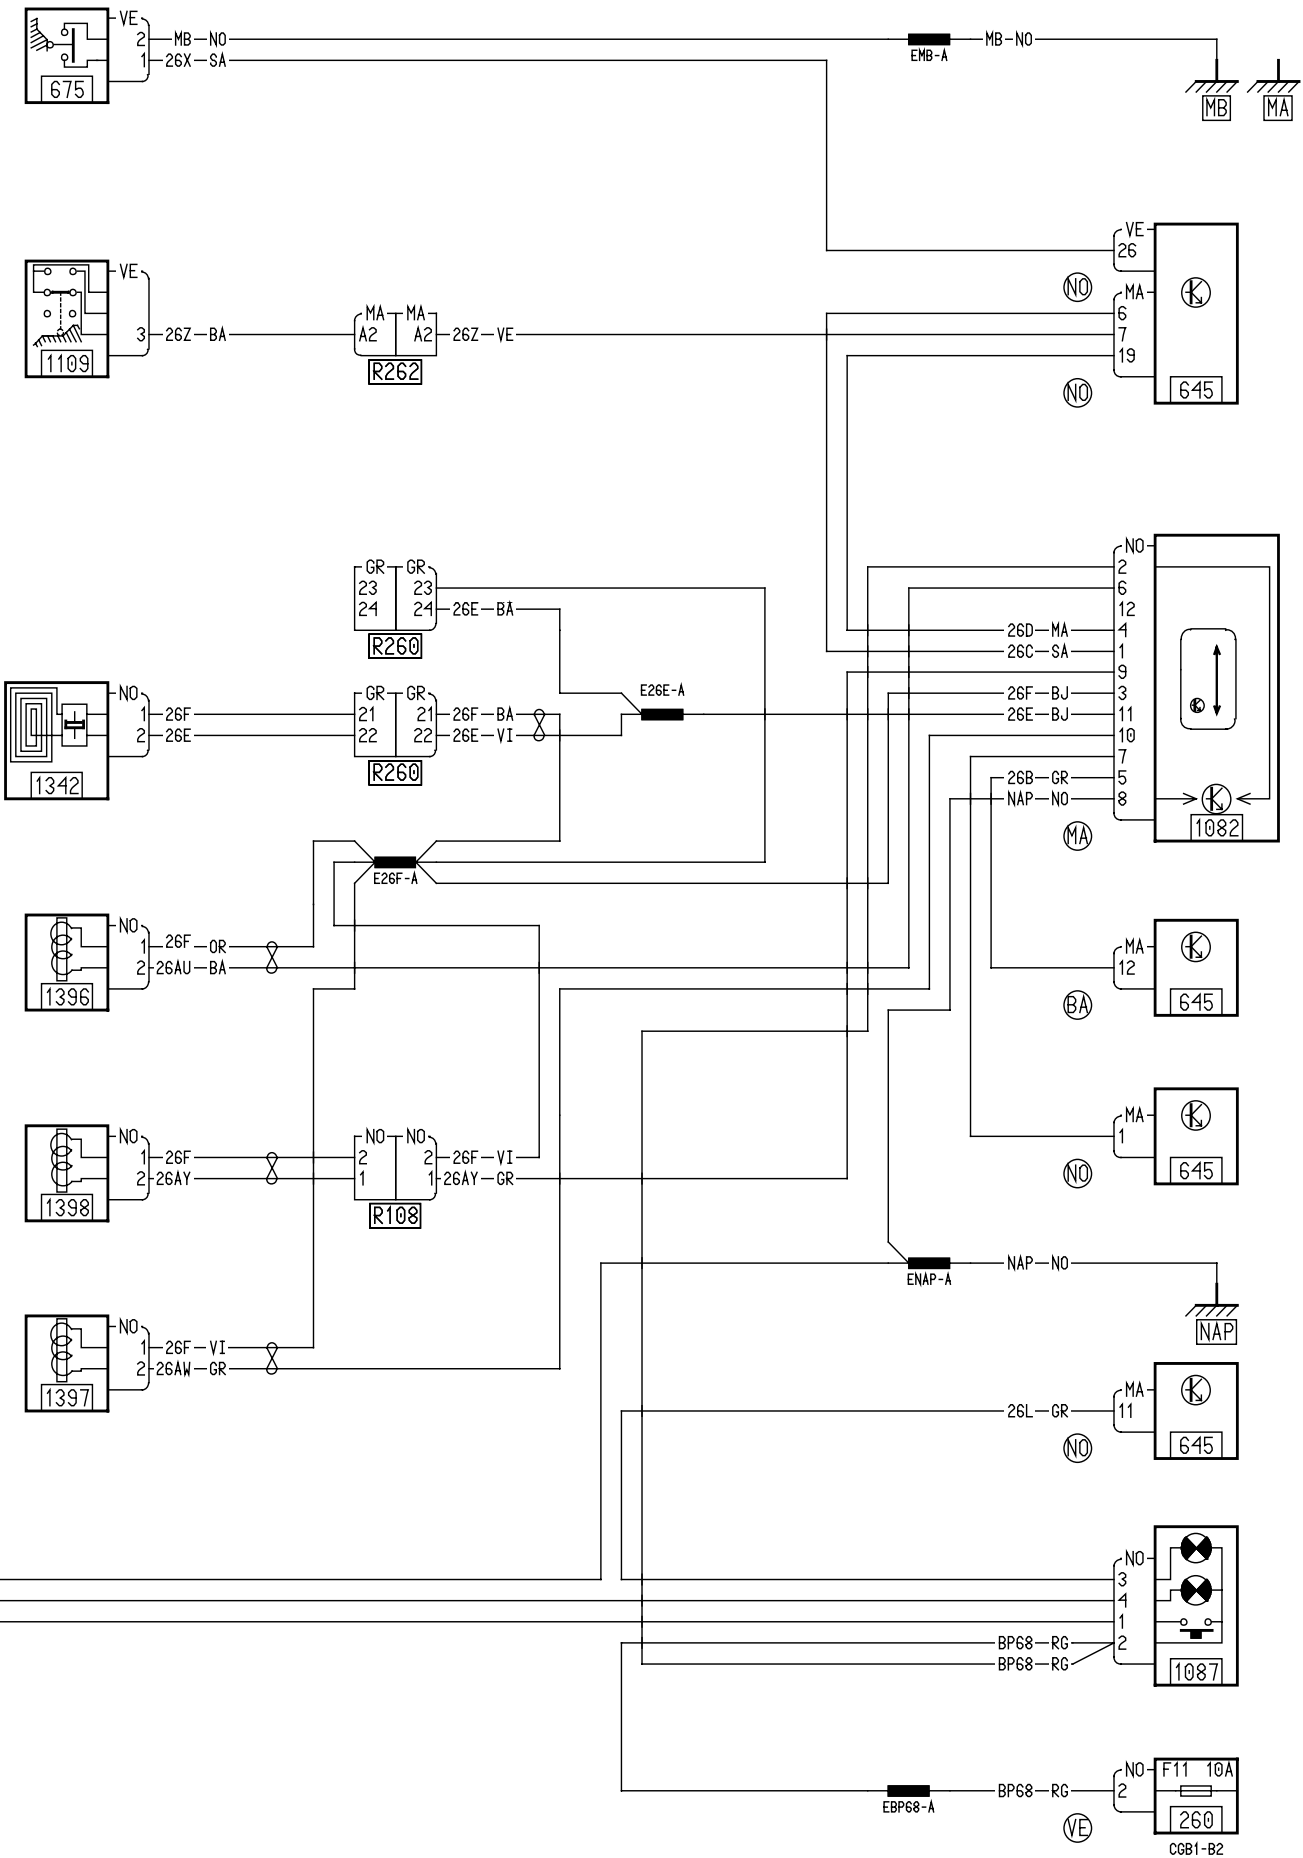 VE
2 MB NO EMB-A MB-NO
1 26X SA
675
MB MA
VE
26
NO
VE
MA
6
3 26Z BA MA MA
A2 A2 26Z VE 7
19
1109
R262
NO 645
NO
GR GR 2
23 23 6
24 24 26E BA 12
R260
26D MA 4
26C SA 1
9
NO GR GR E26E-A
26F BJ 3
1 26F 21 21 26F BA 26E BJ 11
2 26E 22 22 26E VI 10
7
R260
1342
26B GR 5
NAP NO 8
MA 1082
E26F-A
NO
1 26F OR MA
2 26AU BA 12
1396
BA 645
MA
NO NO NO 1
1 26F 2 2 26F VI
2 26AY 1 1 26AY GR
NO 645
1398
R108
ENAP-A NAP NO
NAP
NO
1 26F VI
2 26AW GR
1397
MA
26L GR 11
NO 645
NO
3
4
1
BP68 RG 2
BP68 RG
1087
NO F11 10A
EBP68-A BP68 RG 2
VE 260
CGB1-B2